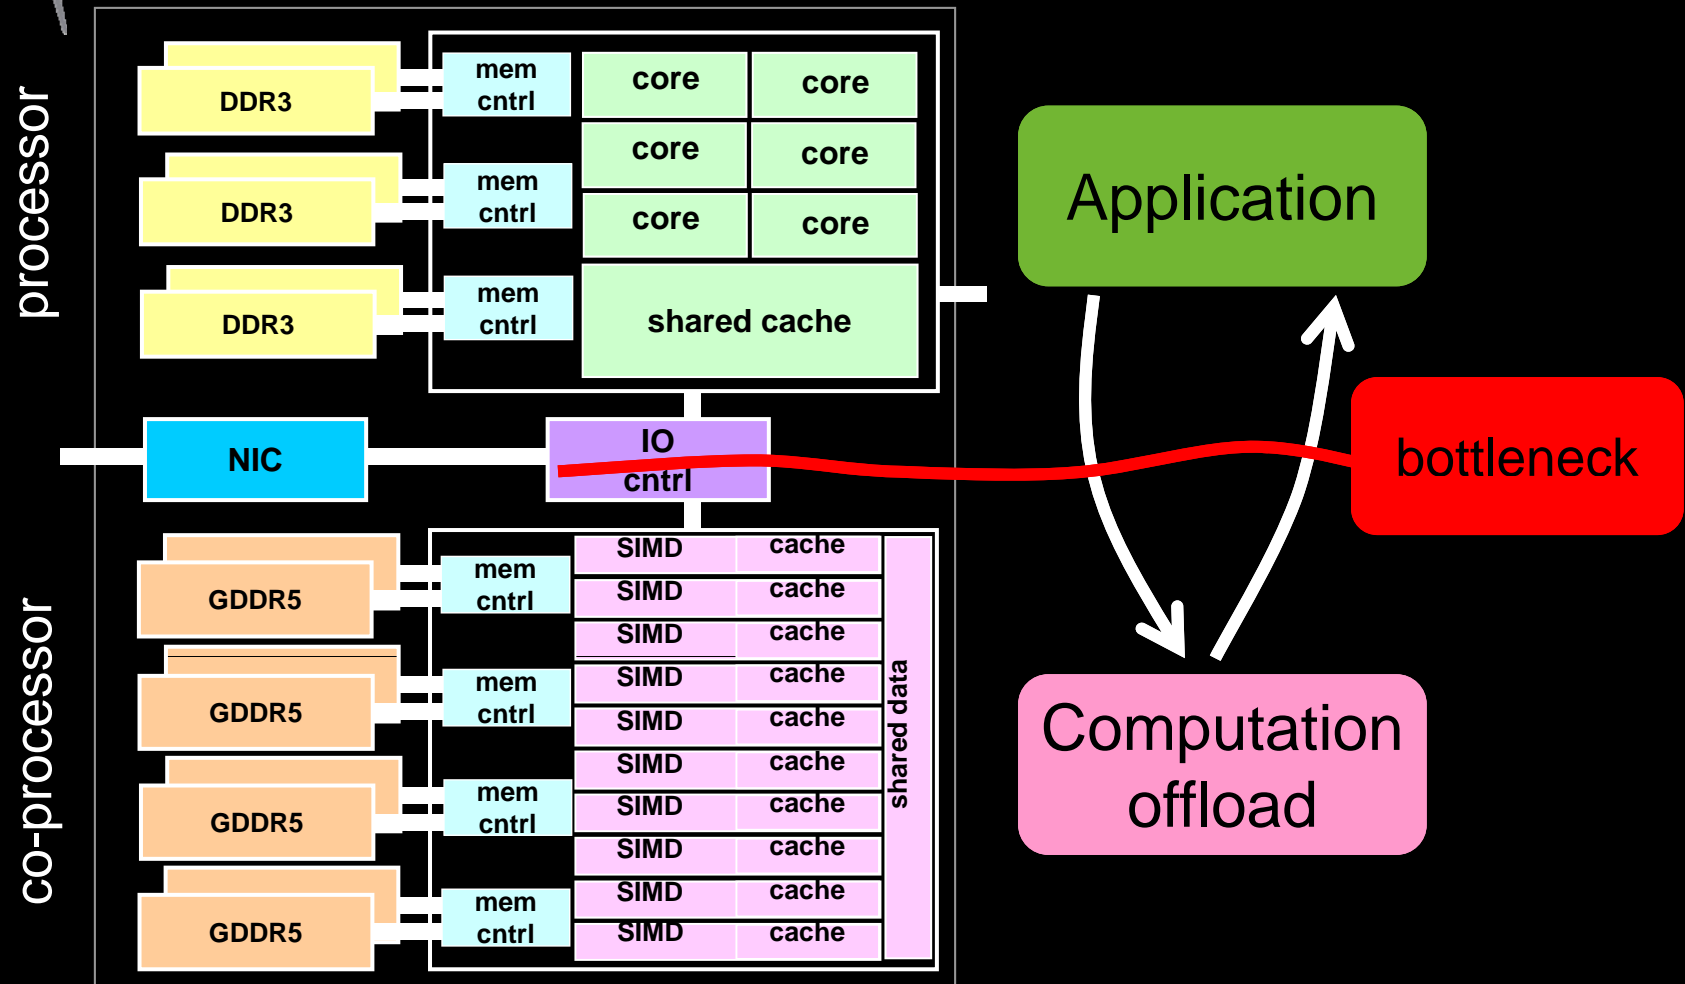 processor
DDR3
mem
cntrl
core
core
core
core
DDR3
mem
cntrl
core
core
DDR3
mem
cntrl
shared cache
Application
NIC
IO
cntrl
bottleneck
co-processor
GDDR5
mem
cntrl
GDDR5
mem
cntrl
GDDR5
mem
cntrl
GDDR5
mem
cntrl
SIMD cache
SIMD cache
SIMD cache
SIMD cache
SIMD cache
SIMD cache
SIMD cache
SIMD cache
SIMD cache
SIMD cache
shared data
Computation
offload